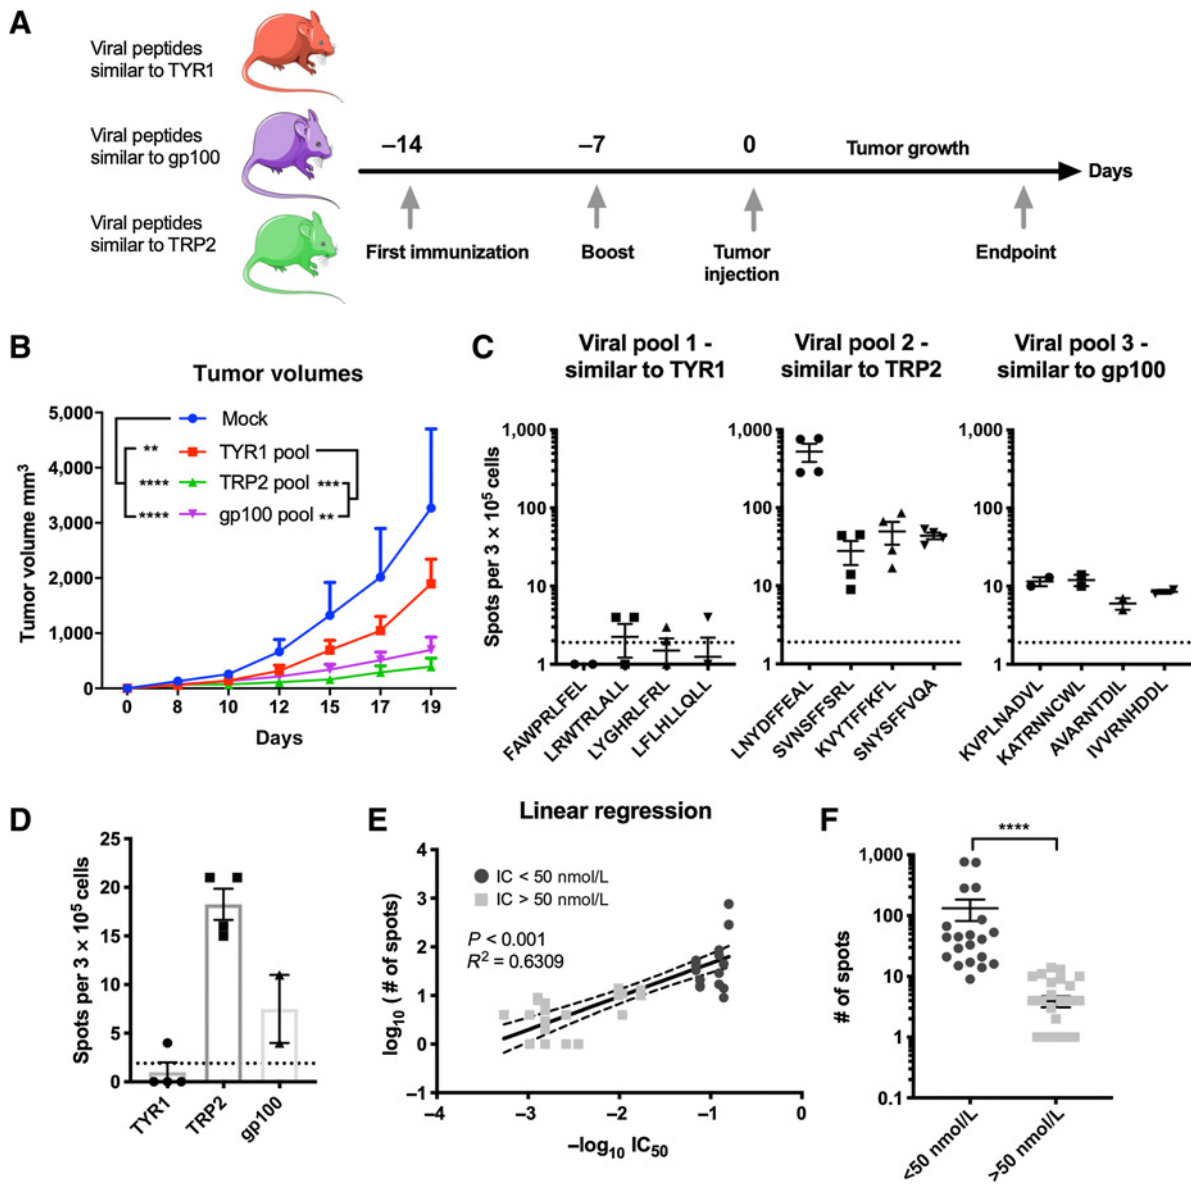 A
Viral peptides
similar to TYR1
Viral peptides
similar to gp100
Viral peptides
similar to TRP2
–14
–7
0
Tumor growth
Days
First immunization
Boost
Tumor
injection
Endpoint
B
Tumor volumes
Tumor volume mm³
5,000
4,000
3,000
2,000
1,000
0
Mock
TYR1 pool
TRP2 pool
gp100 pool
**
****
****
***
**
0
8
10
12
15
17
19
Days
C
Viral pool 1 -
similar to TYR1
Viral pool 2 -
similar to TRP2
Viral pool 3 -
similar to gp100
Spots per 3 × 10⁵ cells
1,000
100
10
1
FAWPRLFEL
LRWTRLALL
LYGHRLFRL
LFLHLLQLL
1,000
100
10
1
LNYDFFEAL
SVNSFFSRL
KVYTFFKFL
SNYSFFVQA
1,000
100
10
1
KVPLNADVL
KATRNNCWL
AVARNTDIL
IVVRNHDDL
D
Spots per 3 × 10⁵ cells
25
20
15
10
5
0
TYR1
TRP2
gp100
E
Linear regression
log₁₀ (# of spots)
4
3
2
1
0
–1
IC < 50 nmol/L
IC > 50 nmol/L
P < 0.001
R² = 0.6309
–4
–3
–2
–1
0
–log₁₀ IC₅₀
F
****
# of spots
1,000
100
10
1
0.1
<50 nmol/L
>50 nmol/L